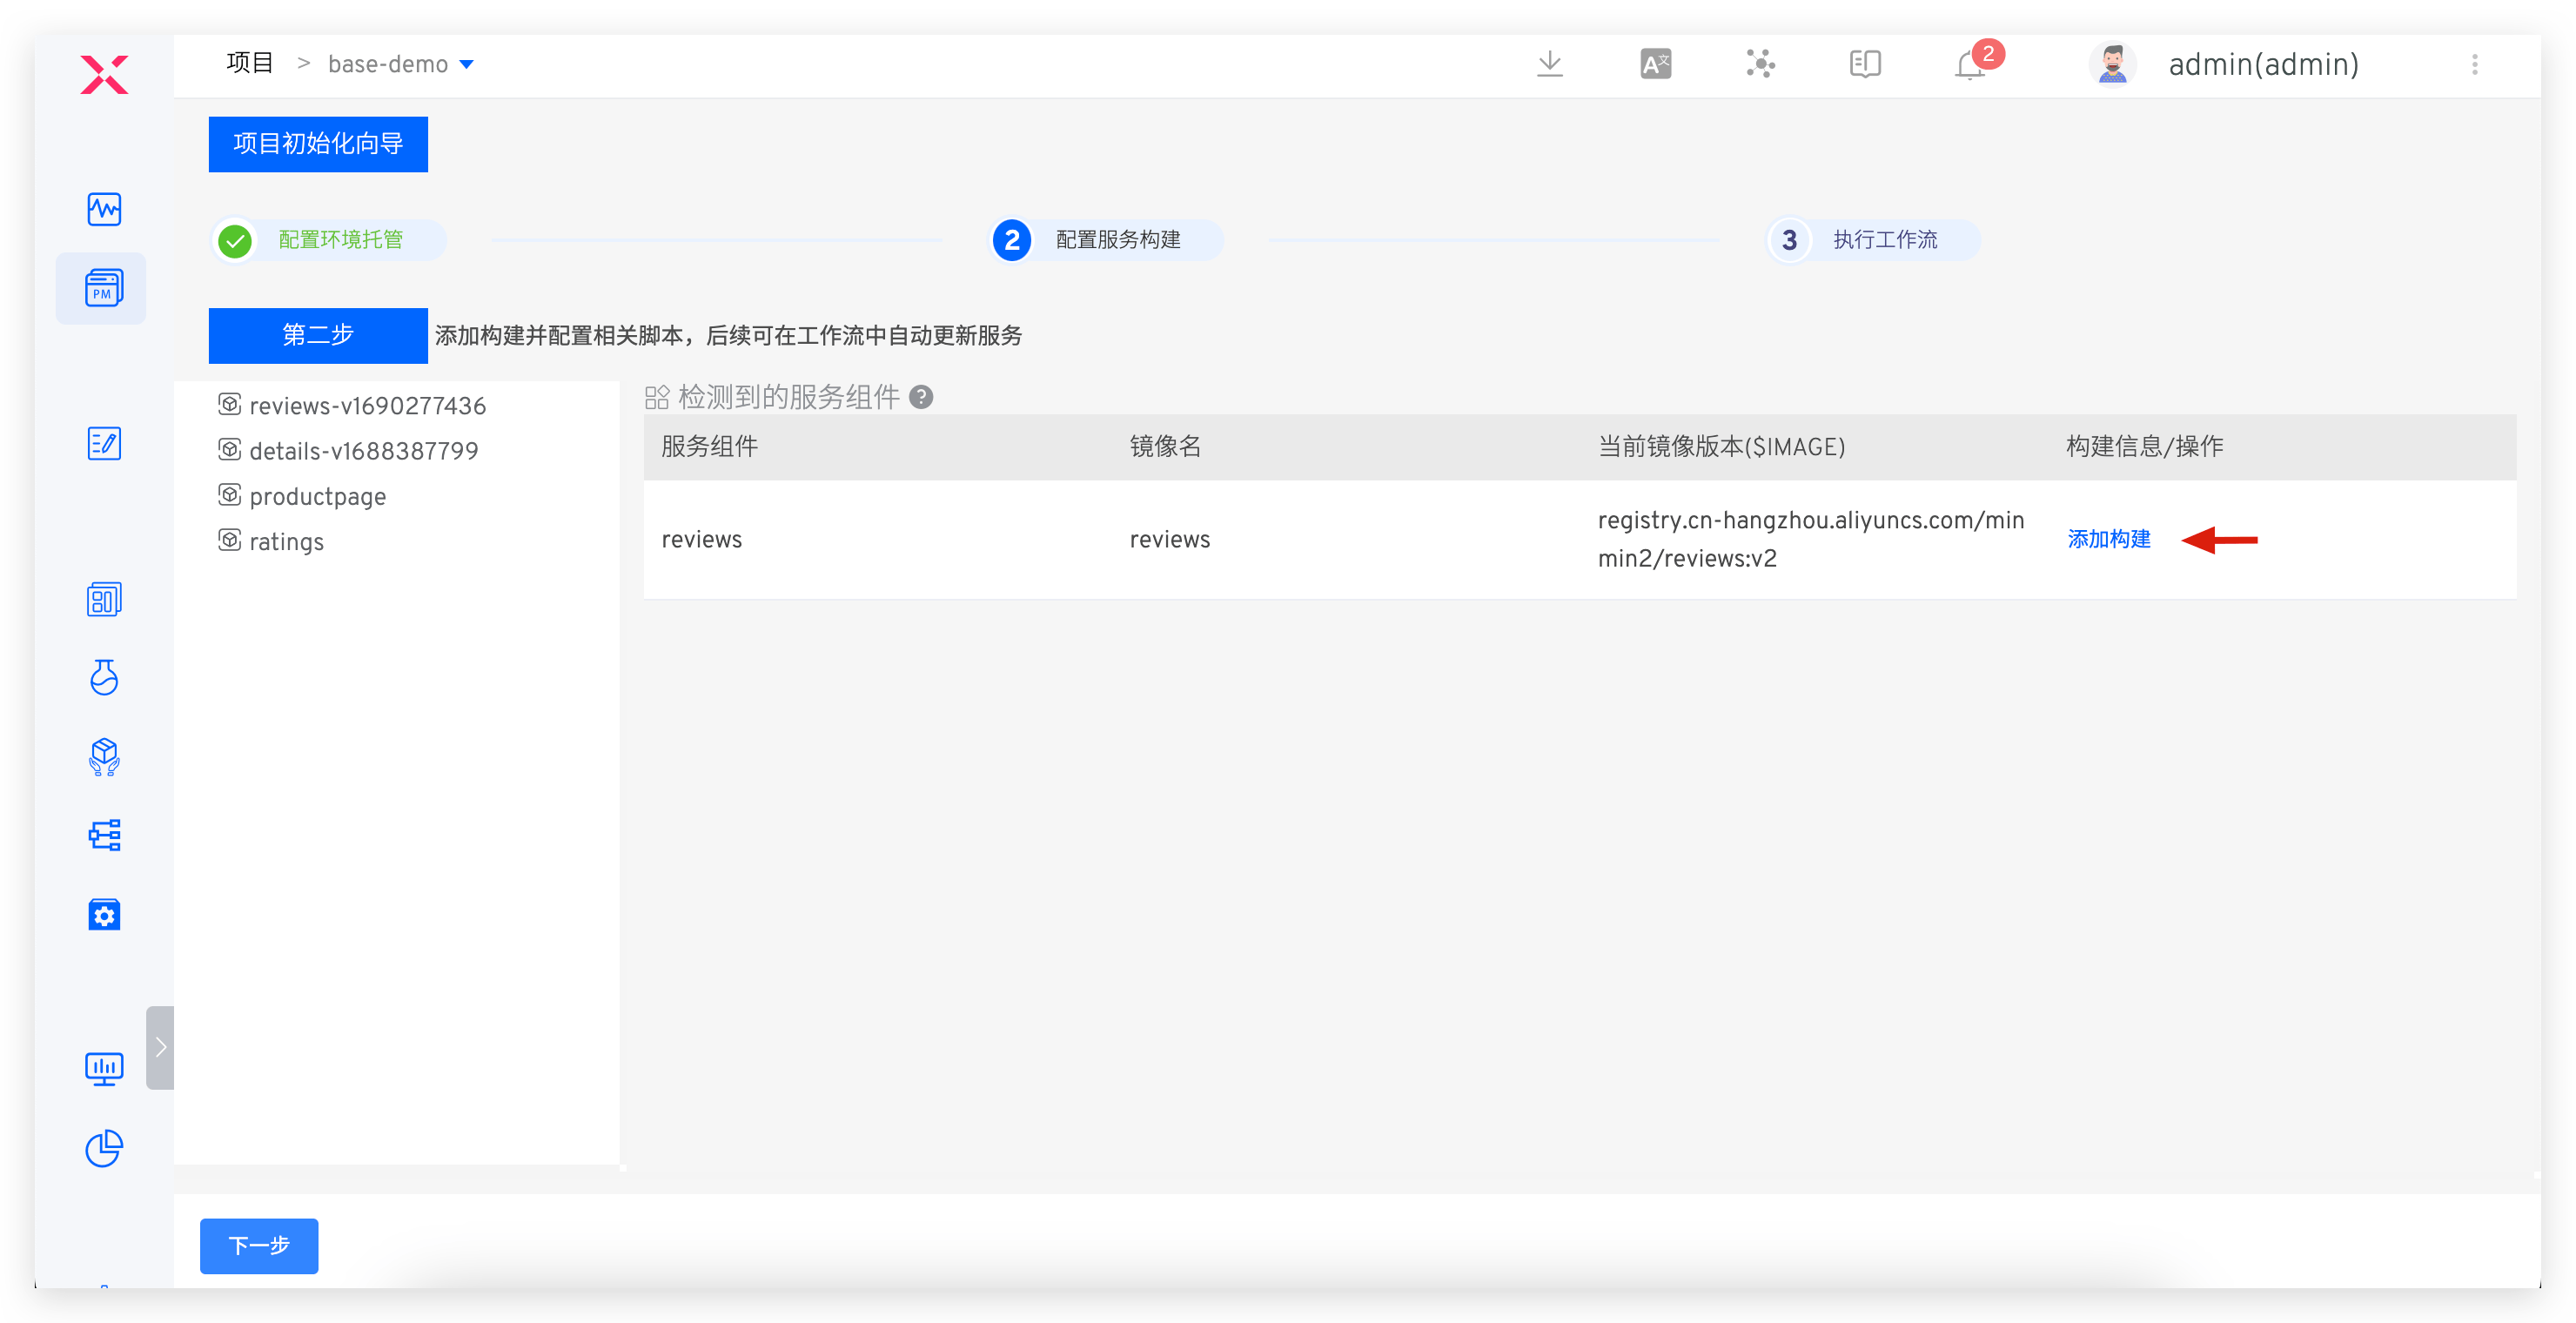 项目 > base-demo
A文
2
admin(admin)
项目初始化向导
配置环境托管
2 配置服务构建
3 执行工作流
PM
第二步 添加构建并配置相关脚本，后续可在工作流中自动更新服务
reviews-v1690277436
details-v1688387799
productpage
ratings
检测到的服务组件 ?
服务组件 镜像名 当前镜像版本($IMAGE) 构建信息/操作
reviews reviews registry.cn-hangzhou.aliyuncs.com/min
min2/reviews:v2 添加构建
下一步